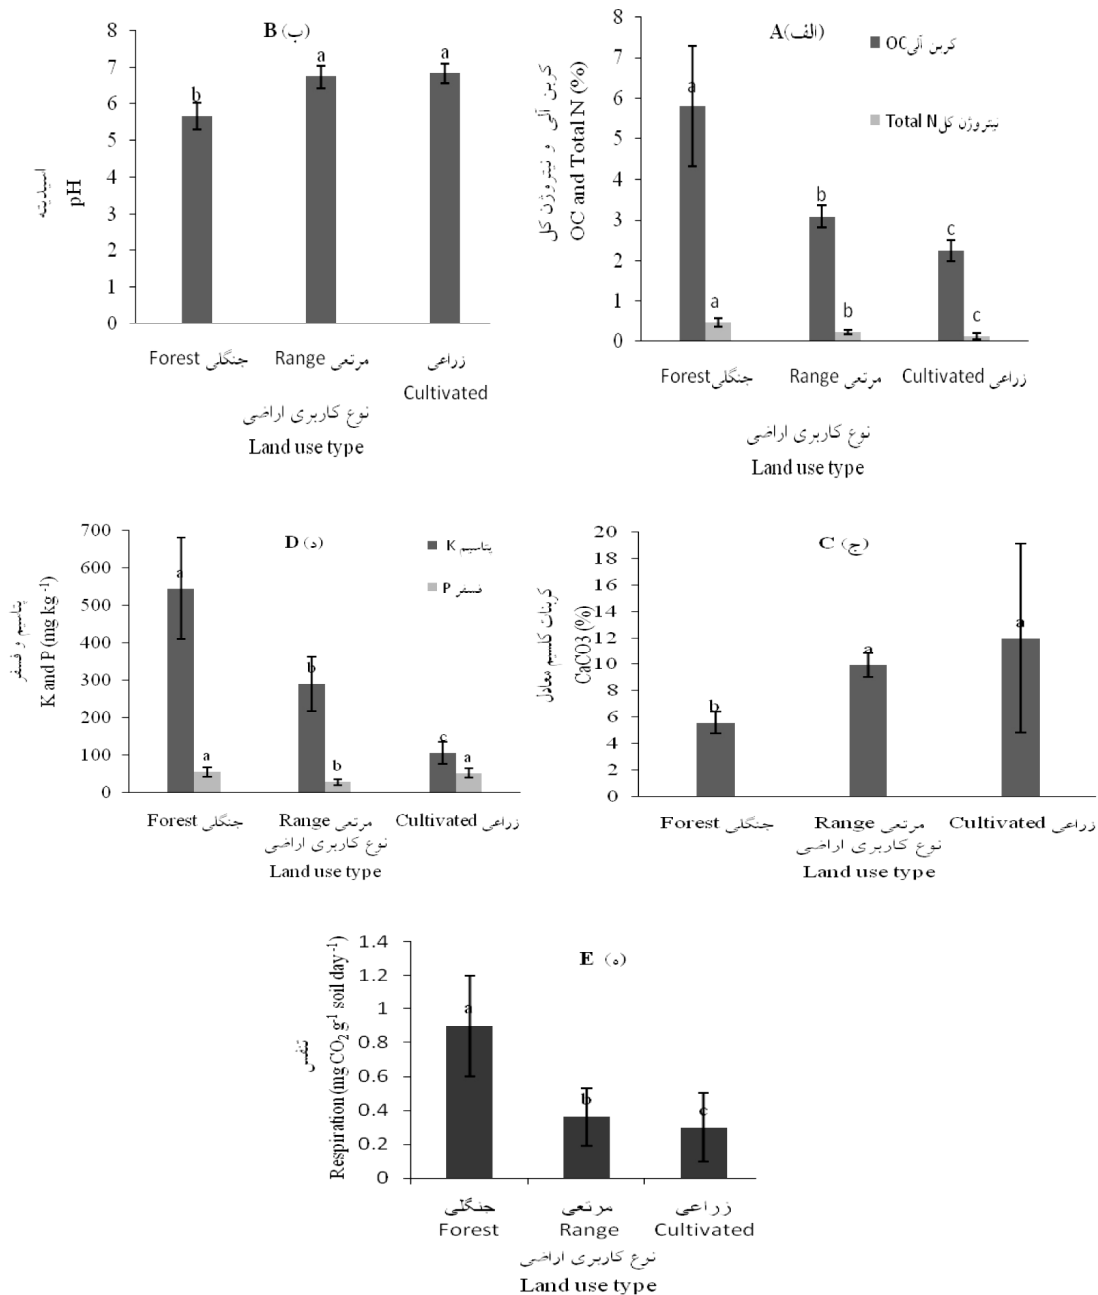 B (ب)
8
7
6
5
4
3
2
1
0
b
a
a
اسیدیته
pH
Forest جنگلی
Range مرتعی
زراعی
Cultivated
نوع کاربری اراضی
Land use type
A(الف)
کربن آلیOC
نیتروژن کلTotal N
8
7
6
5
4
3
2
1
0
a
a
b
b
c
c
کربن آلی و نیتروژن کل
OC and Total N (%)
Forestجنگلی
Range مرتعی
Cultivated زراعی
نوع کاربری اراضی
Land use type
D (د)
پتاسیم K
فسفر P
700
600
500
400
300
200
100
0
a
a
b
b
c
a
پتاسیم و فسفر
K and P (mg kg-1)
Forest جنگلی
Range مرتعی
Cultivated زراعی
نوع کاربری اراضی
Land use type
C (ج)
20
18
16
14
12
10
8
6
4
2
0
b
a
a
کربنات کلسیم معادل
CaCO3 (%)
Forest جنگلی
Range مرتعی
Cultivated زراعی
نوع کاربری اراضی
Land use type
E (ه)
1.4
1.2
1
0.8
0.6
0.4
0.2
0
a
b
c
تنفس
Respiration (mg CO2 g-1 soil day-1)
جنگلی
Forest
مرتعی
Range
زراعی
Cultivated
نوع کاربری اراضی
Land use type